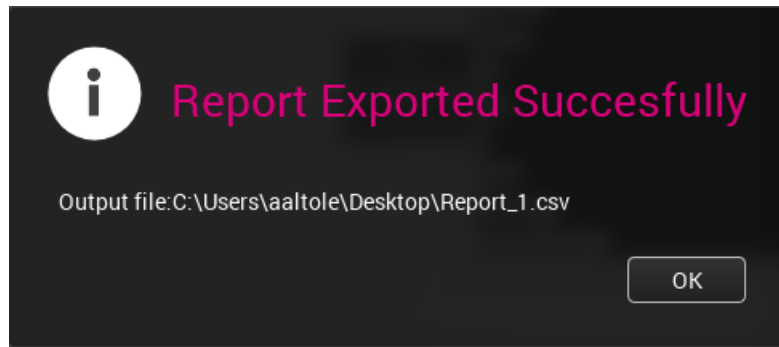 Report Exported Succesfully
Output file:C:\Users\aaltole\Desktop\Report_1.csv
OK